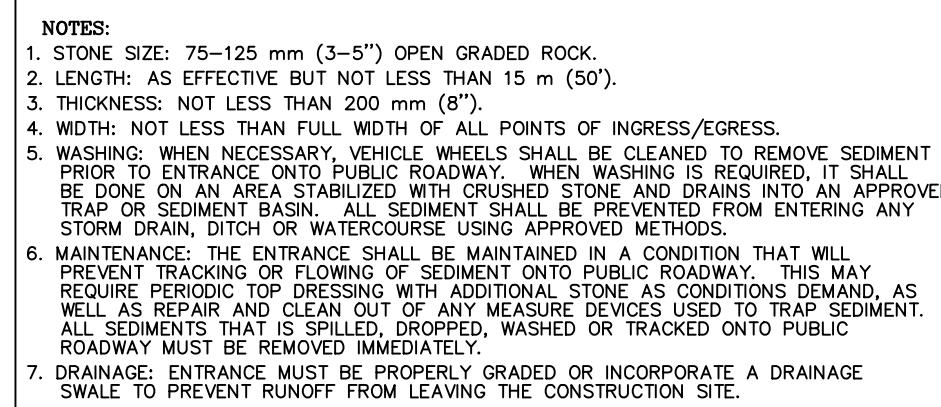 NOTES:
1. STONE SIZE: 75–125 mm (3–5") OPEN GRADED ROCK.
2. LENGTH: AS EFFECTIVE BUT NOT LESS THAN 15 m (50').
3. THICKNESS: NOT LESS THAN 200 mm (8").
4. WIDTH: NOT LESS THAN FULL WIDTH OF ALL POINTS OF INGRESS/EGRESS.
5. WASHING: WHEN NECESSARY, VEHICLE WHEELS SHALL BE CLEANED TO REMOVE SEDIMENT
PRIOR TO ENTRANCE ONTO PUBLIC ROADWAY. WHEN WASHING IS REQUIRED, IT SHALL
BE DONE ON AN AREA STABILIZED WITH CRUSHED STONE AND DRAINS INTO AN APPROVE
TRAP OR SEDIMENT BASIN. ALL SEDIMENT SHALL BE PREVENTED FROM ENTERING ANY
STORM DRAIN, DITCH OR WATERCOURSE USING APPROVED METHODS.
6. MAINTENANCE: THE ENTRANCE SHALL BE MAINTAINED IN A CONDITION THAT WILL
PREVENT TRACKING OR FLOWING OF SEDIMENT ONTO PUBLIC ROADWAY. THIS MAY
REQUIRE PERIODIC TOP DRESSING WITH ADDITIONAL STONE AS CONDITIONS DEMAND, AS
WELL AS REPAIR AND CLEAN OUT OF ANY MEASURE DEVICES USED TO TRAP SEDIMENT.
ALL SEDIMENTS THAT IS SPILLED, DROPPED, WASHED OR TRACKED ONTO PUBLIC
ROADWAY MUST BE REMOVED IMMEDIATELY.
7. DRAINAGE: ENTRANCE MUST BE PROPERLY GRADED OR INCORPORATE A DRAINAGE
SWALE TO PREVENT RUNOFF FROM LEAVING THE CONSTRUCTION SITE.